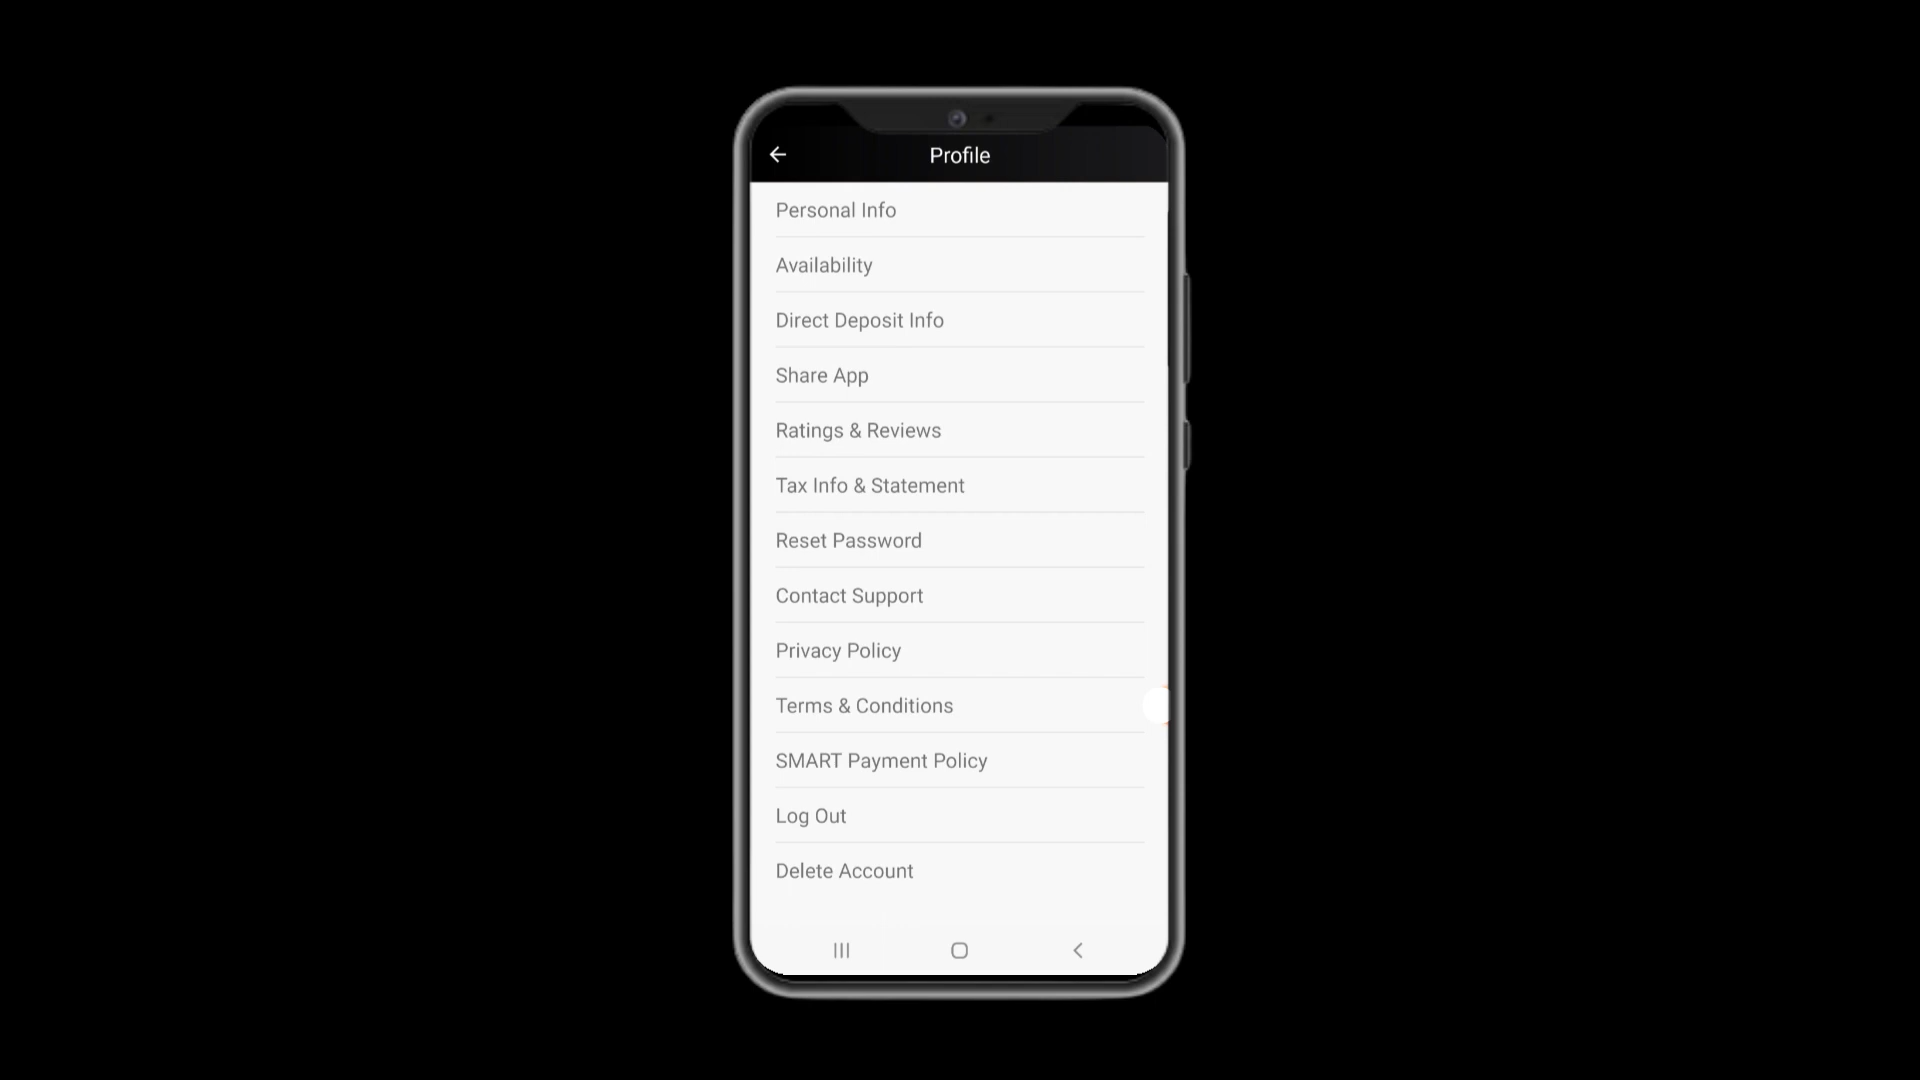 Profile
Personal Info
Availability
Direct Deposit Info
Share App
Ratings & Reviews
Tax Info & Statement
Reset Password
Contact Support
Privacy Policy
Terms & Conditions
SMART Payment Policy
Log Out
Delete Account